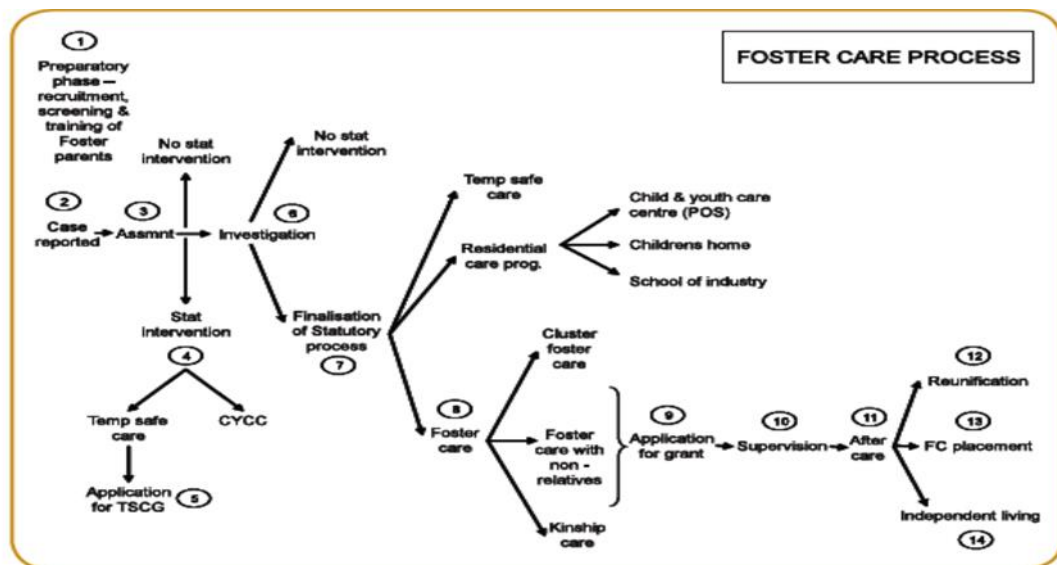 FOSTER CARE PROCESS
1
Preparatory
phase –
recruitment,
screening &
training of
Foster
parents
No stat
intervention
No stat
intervention
2
Case
reported
3
Assmnt
6
Investigation
Stat
intervention
4
Temp safe
care
CYCC
Application
for TSCG
5
Finalisation
of Statutory
process
7
Temp safe
care
Residential
care prog.
Child & youth care
centre (POS)
Childrens home
School of industry
8
Foster
care
Cluster
foster
care
Foster
care with
non -
relatives
Kinship
care
9
Application
for grant
10
Supervision
11
After
care
12
Reunification
13
FC placement
Independent living
14